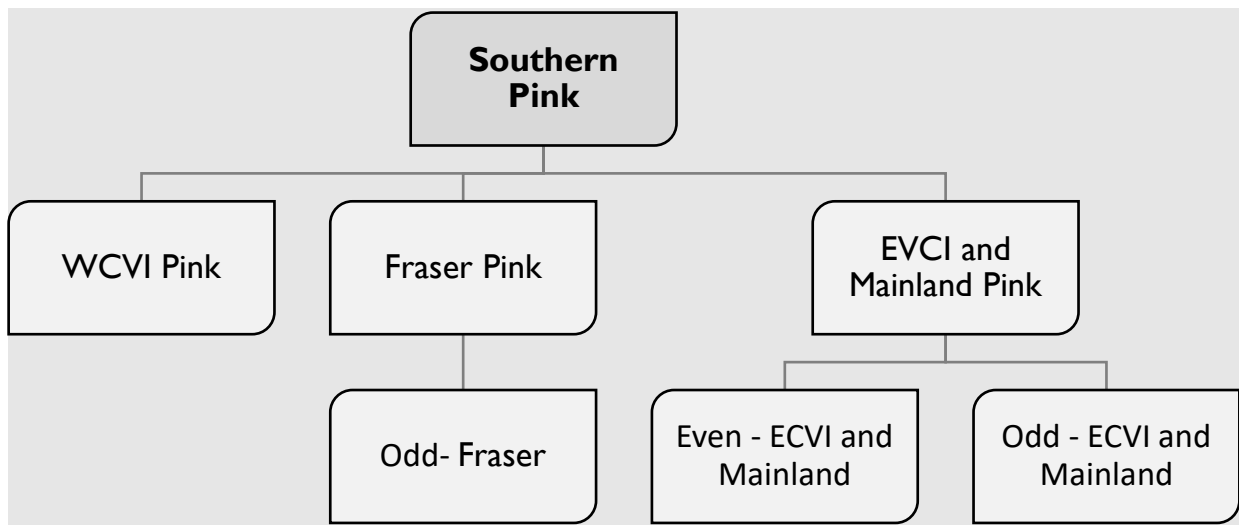 Southern
Pink
WCVI Pink
Fraser Pink
EVCI and
Mainland Pink
Odd- Fraser
Even - ECVI and
Mainland
Odd - ECVI and
Mainland